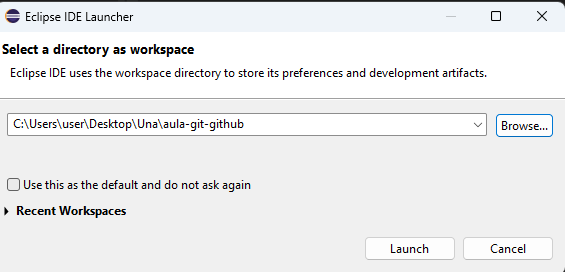 Eclipse IDE Launcher
Select a directory as workspace
Eclipse IDE uses the workspace directory to store its preferences and development artifacts.
C:\Users\user\Desktop\Una\aula-git-github
Browse...
Use this as the default and do not ask again
Recent Workspaces
Launch Cancel